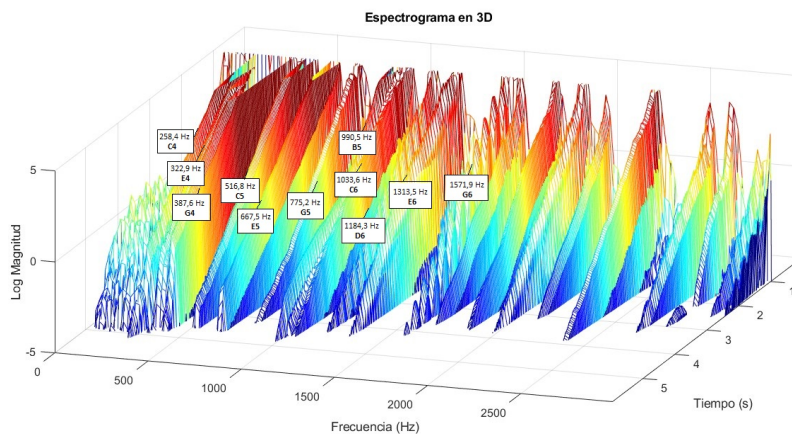 Espectrograma en 3D
Log Magnitud
5
0
-5
258,4 Hz
C4
322,9 Hz
E4
387,6 Hz
G4
516,8 Hz
C5
667,5 Hz
E5
775,2 Hz
G5
990,5 Hz
B5
1033,6 Hz
C6
1184,3 Hz
D6
1313,5 Hz
E6
1571,9 Hz
G6
0
500
1000
1500
2000
2500
Frecuencia (Hz)
5
4
3
2
1
Tiempo (s)